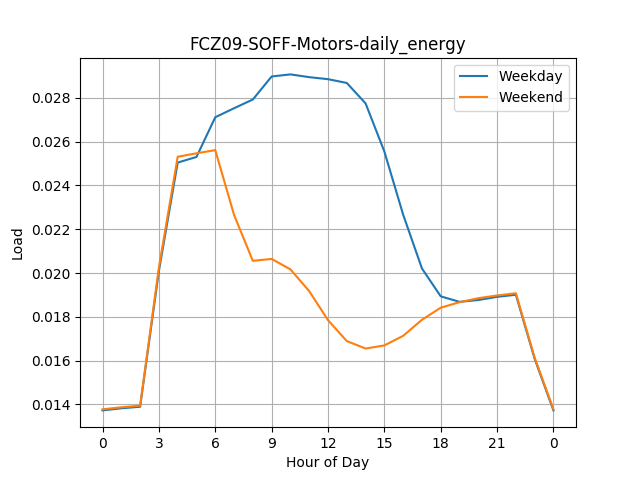 FCZ09-SOFF-Motors-daily_energy
Weekday
Weekend
Load
0.028
0.026
0.024
0.022
0.020
0.018
0.016
0.014
0 3 6 9 12 15 18 21 0
Hour of Day